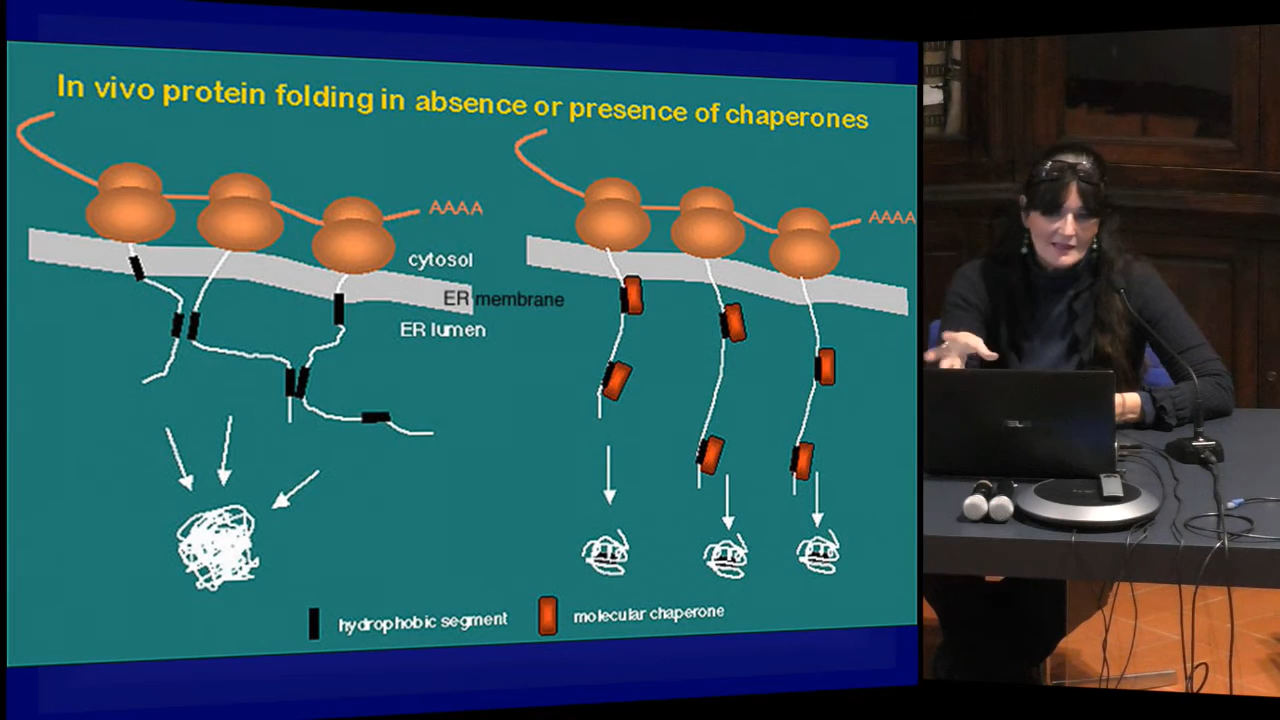 In vivo protein folding in absence or presence of chaperones
AAAA
AAAA
cytosol
ER membrane
ER lumen
hydrophobic segment
molecular chaperone